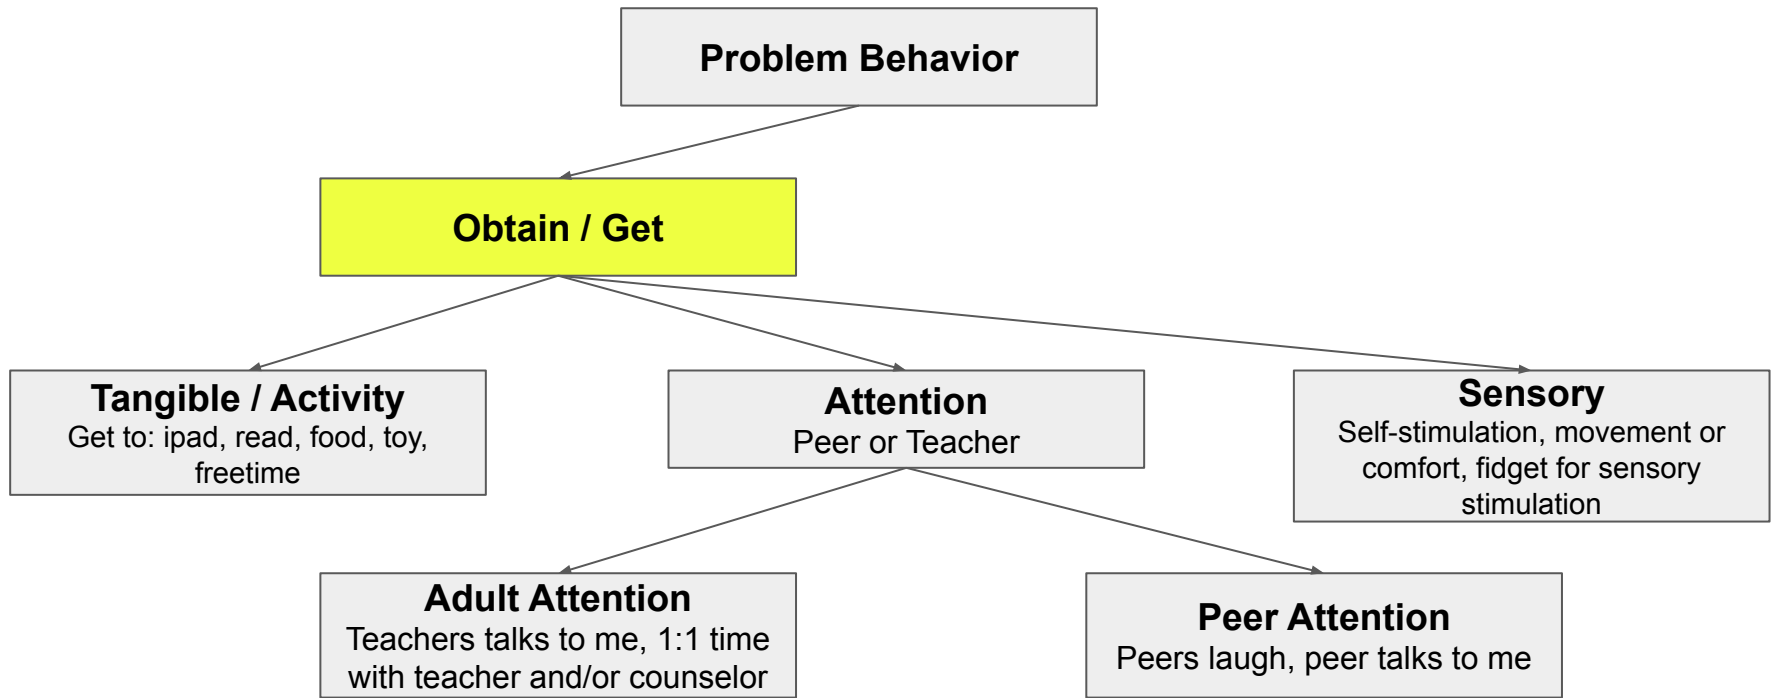 Problem Behavior
Obtain / Get
Tangible / Activity
Get to: ipad, read, food, toy,
freetime
Attention
Peer or Teacher
Sensory
Self-stimulation, movement or
comfort, fidget for sensory
stimulation
Adult Attention
Teachers talks to me, 1:1 time
with teacher and/or counselor
Peer Attention
Peers laugh, peer talks to me